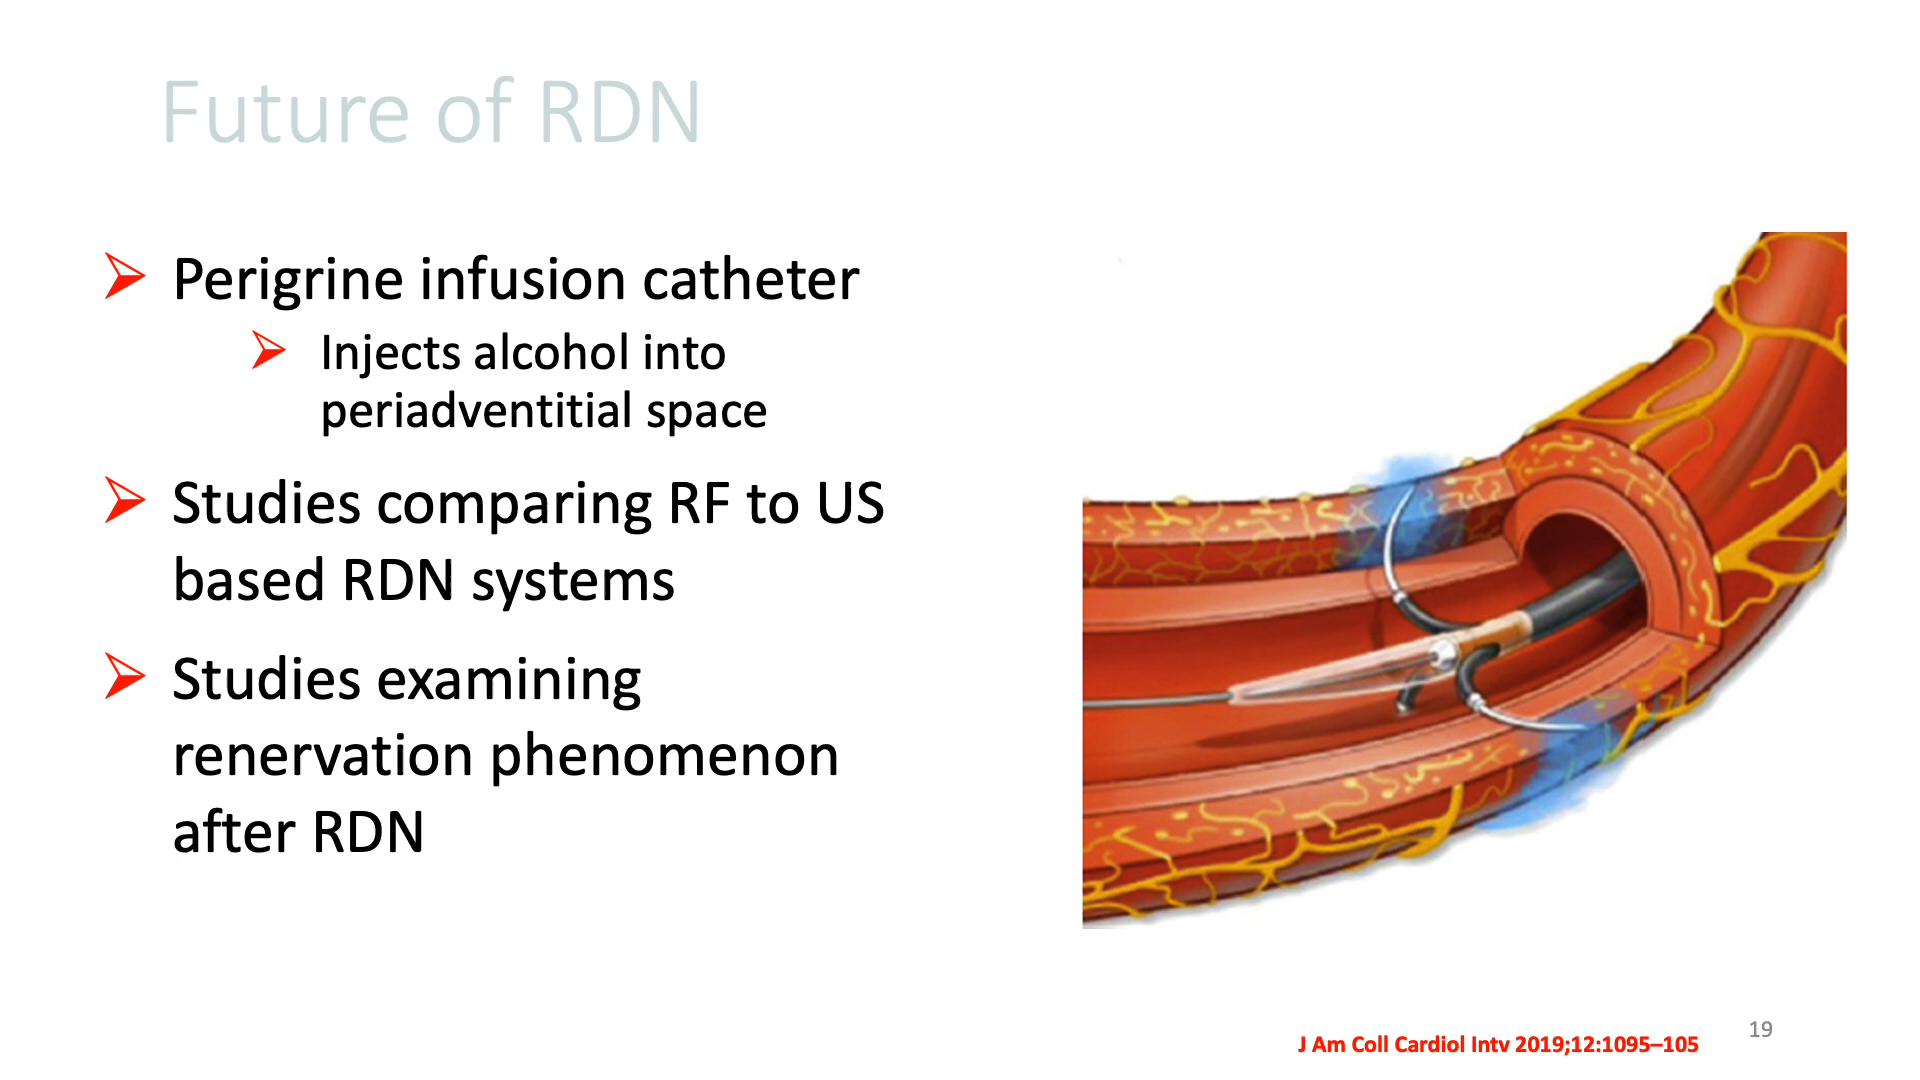 Future of RDN
Perigrine infusion catheter
Injects alcohol into
periadventitial space
Studies comparing RF to US
based RDN systems
Studies examining
renervation phenomenon
after RDN
19
J Am Coll Cardiol Intv 2019;12:1095–105